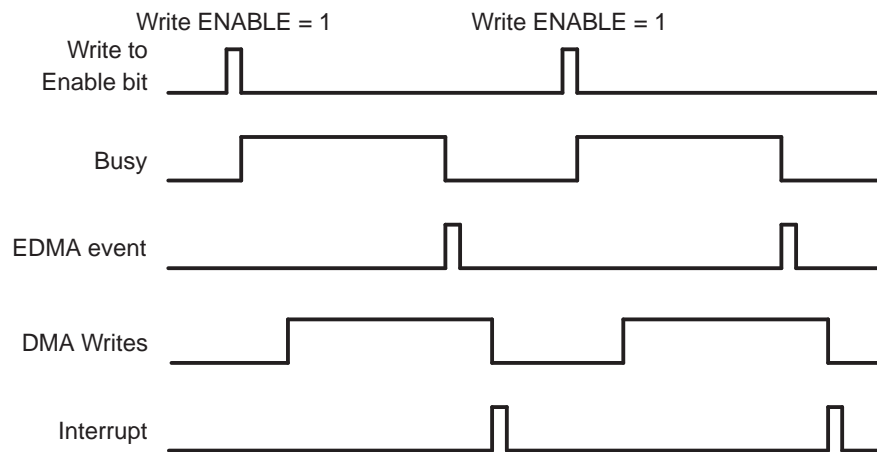 Write ENABLE = 1 Write ENABLE = 1
Write to
Enable bit
Busy
EDMA event
DMA Writes
Interrupt